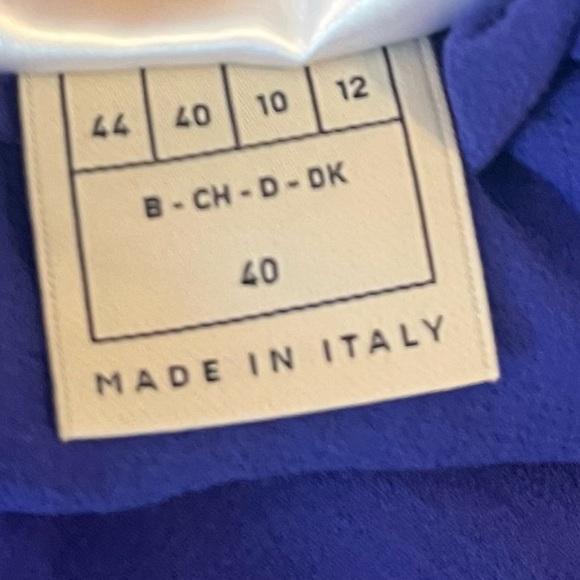 44 40 10 12
B - CH - D - DK
40
MADE IN ITALY